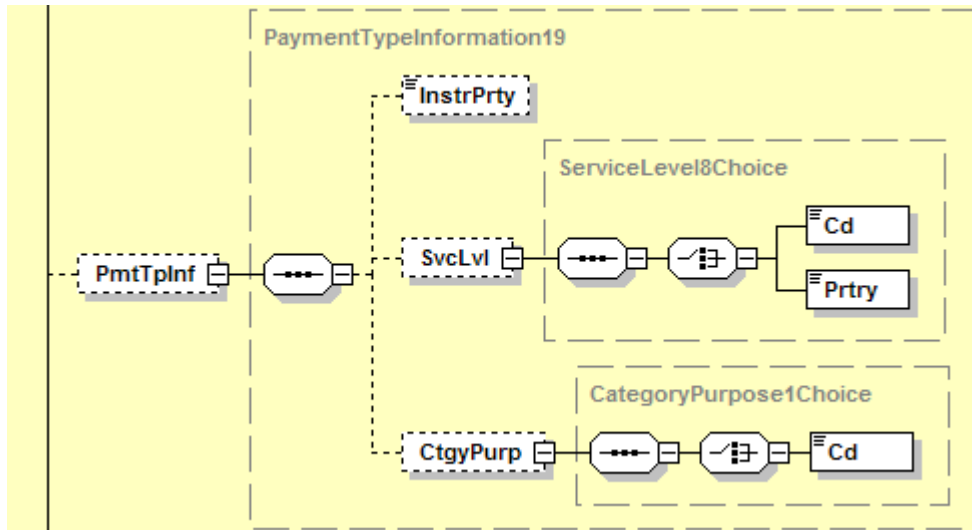 PaymentTypeInformation19
InstrPrty
ServiceLevel8Choice
Cd
PmtTpInf
SvcLvl
Prtry
CategoryPurpose1Choice
CtgyPurp
Cd